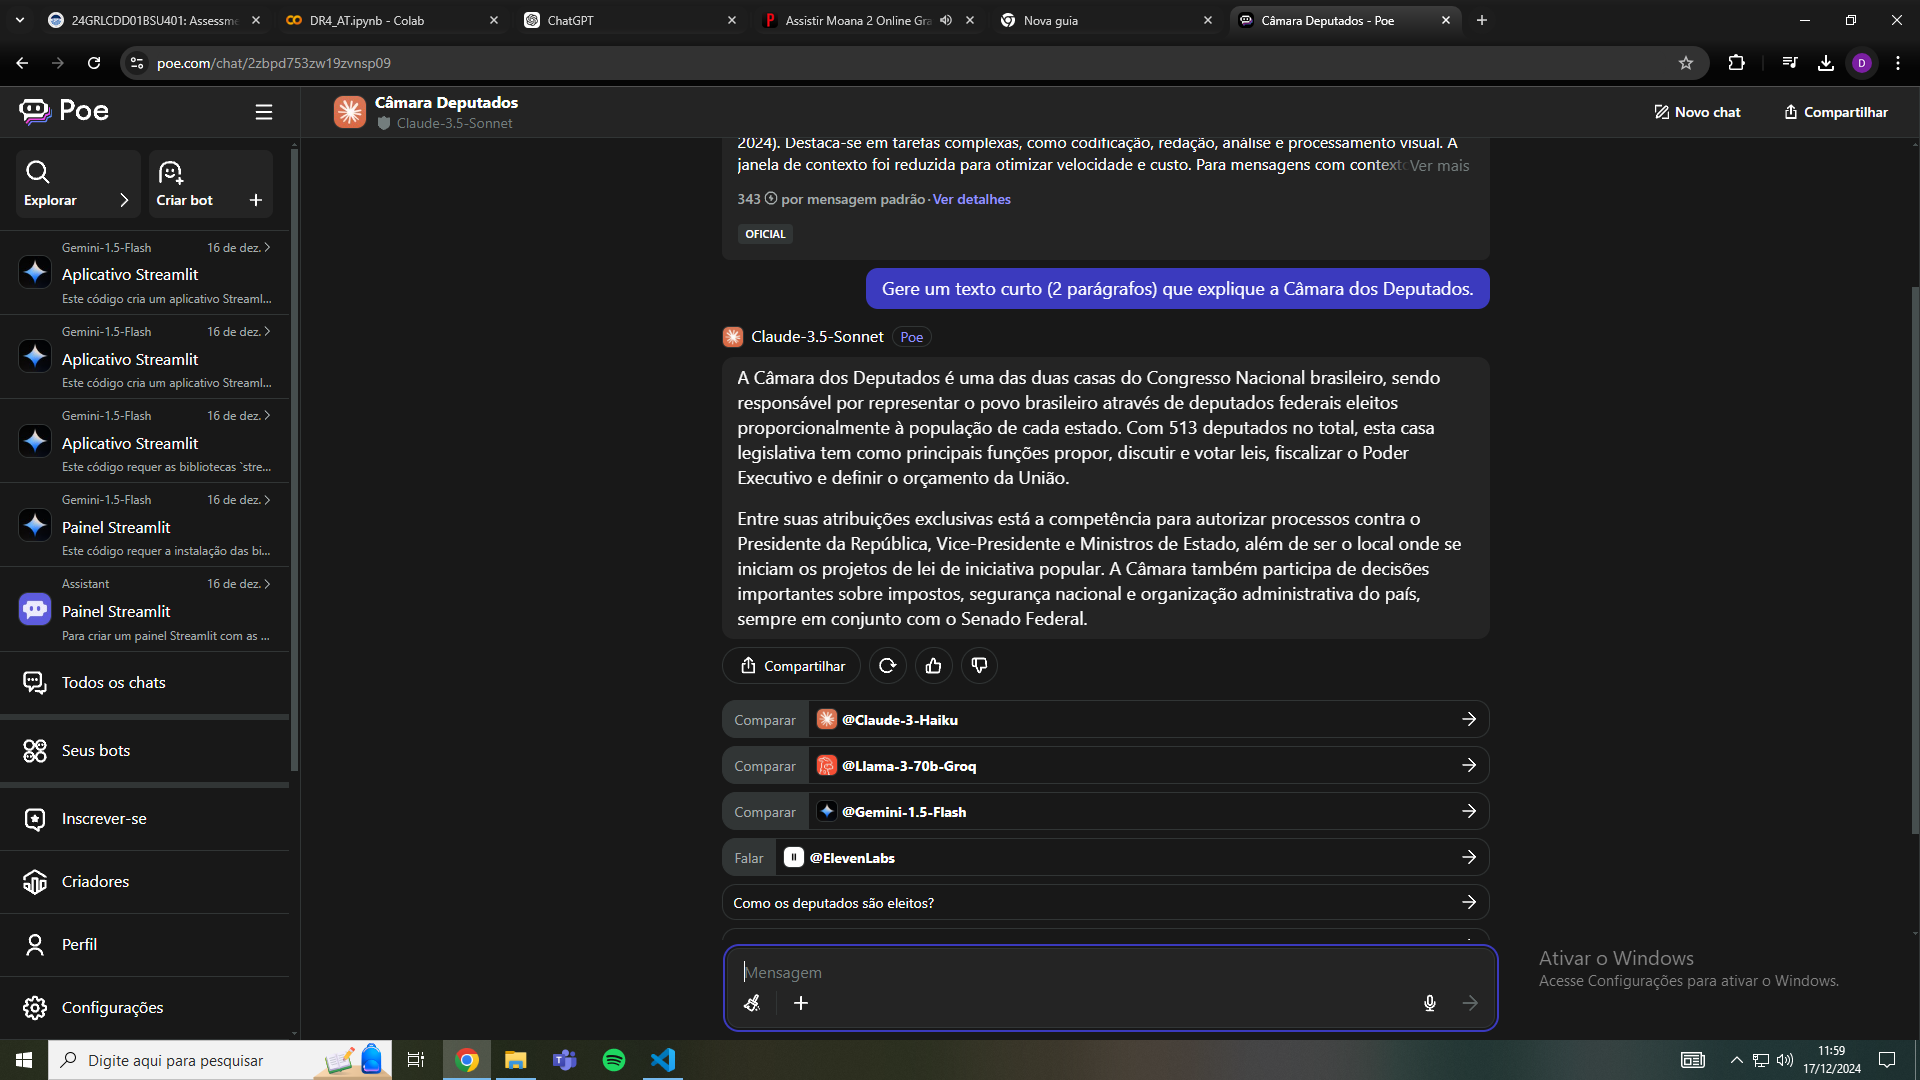 24GRLCDD01BSU401: Assessme
DR4_AT.ipynb - Colab
ChatGPT
Assistir Moana 2 Online Gra
Nova guia
Câmara Deputados - Poe
poe.com/chat/2zbpd753zw19zvnsp09
D
Poe
Câmara Deputados
Claude-3.5-Sonnet
Novo chat
Compartilhar
Explorar
Criar bot
Gemini-1.5-Flash
16 de dez.
Aplicativo Streamlit
Este código cria um aplicativo Streaml...
Gemini-1.5-Flash
16 de dez.
Aplicativo Streamlit
Este código cria um aplicativo Streaml...
Gemini-1.5-Flash
16 de dez.
Aplicativo Streamlit
Este código requer as bibliotecas `stre...
Gemini-1.5-Flash
16 de dez.
Painel Streamlit
Este código requer a instalação das bi...
Assistant
16 de dez.
Painel Streamlit
Para criar um painel Streamlit com as ...
Todos os chats
Seus bots
Inscrever-se
Criadores
Perfil
Configurações
2024). Destaca-se em tarefas complexas, como codificação, redação, análise e processamento visual. A
janela de contexto foi reduzida para otimizar velocidade e custo. Para mensagens com contexto Ver mais
343 por mensagem padrão · Ver detalhes
OFICIAL
Gere um texto curto (2 parágrafos) que explique a Câmara dos Deputados.
Claude-3.5-Sonnet
Poe
A Câmara dos Deputados é uma das duas casas do Congresso Nacional brasileiro, sendo
responsável por representar o povo brasileiro através de deputados federais eleitos
proporcionalmente à população de cada estado. Com 513 deputados no total, esta casa
legislativa tem como principais funções propor, discutir e votar leis, fiscalizar o Poder
Executivo e definir o orçamento da União.
Entre suas atribuições exclusivas está a competência para autorizar processos contra o
Presidente da República, Vice-Presidente e Ministros de Estado, além de ser o local onde se
iniciam os projetos de lei de iniciativa popular. A Câmara também participa de decisões
importantes sobre impostos, segurança nacional e organização administrativa do país,
sempre em conjunto com o Senado Federal.
Compartilhar
Comparar
@Claude-3-Haiku
Comparar
@Llama-3-70b-Groq
Comparar
@Gemini-1.5-Flash
Falar
@ElevenLabs
Como os deputados são eleitos?
Mensagem
Ativar o Windows
Acesse Configurações para ativar o Windows.
Digite aqui para pesquisar
11:59
17/12/2024